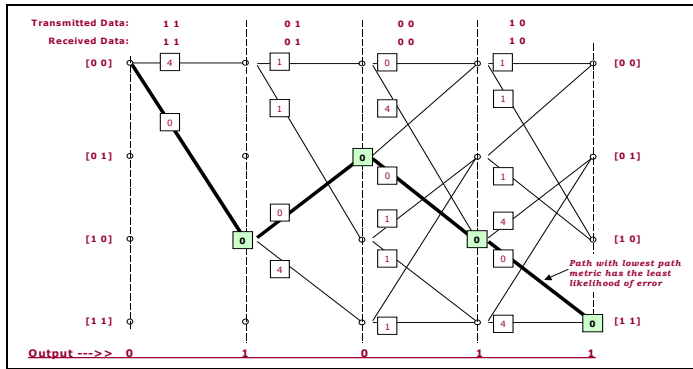 Transmitted Data: 1 1 0 1 0 0 1 0
Received Data: 1 1 0 1 0 0 1 0
[0 0] 4 1 0 1 [0 0]
0 1 4 1
[0 1] 0 [0 1]
0 1
0 1 4
[1 0] 0 0 [1 0]
4 1 0
Path with lowest path
metric has the least
likelihood of error
[1 1] 1 4 0 [1 1]
Output --->> 0 1 0 1 1